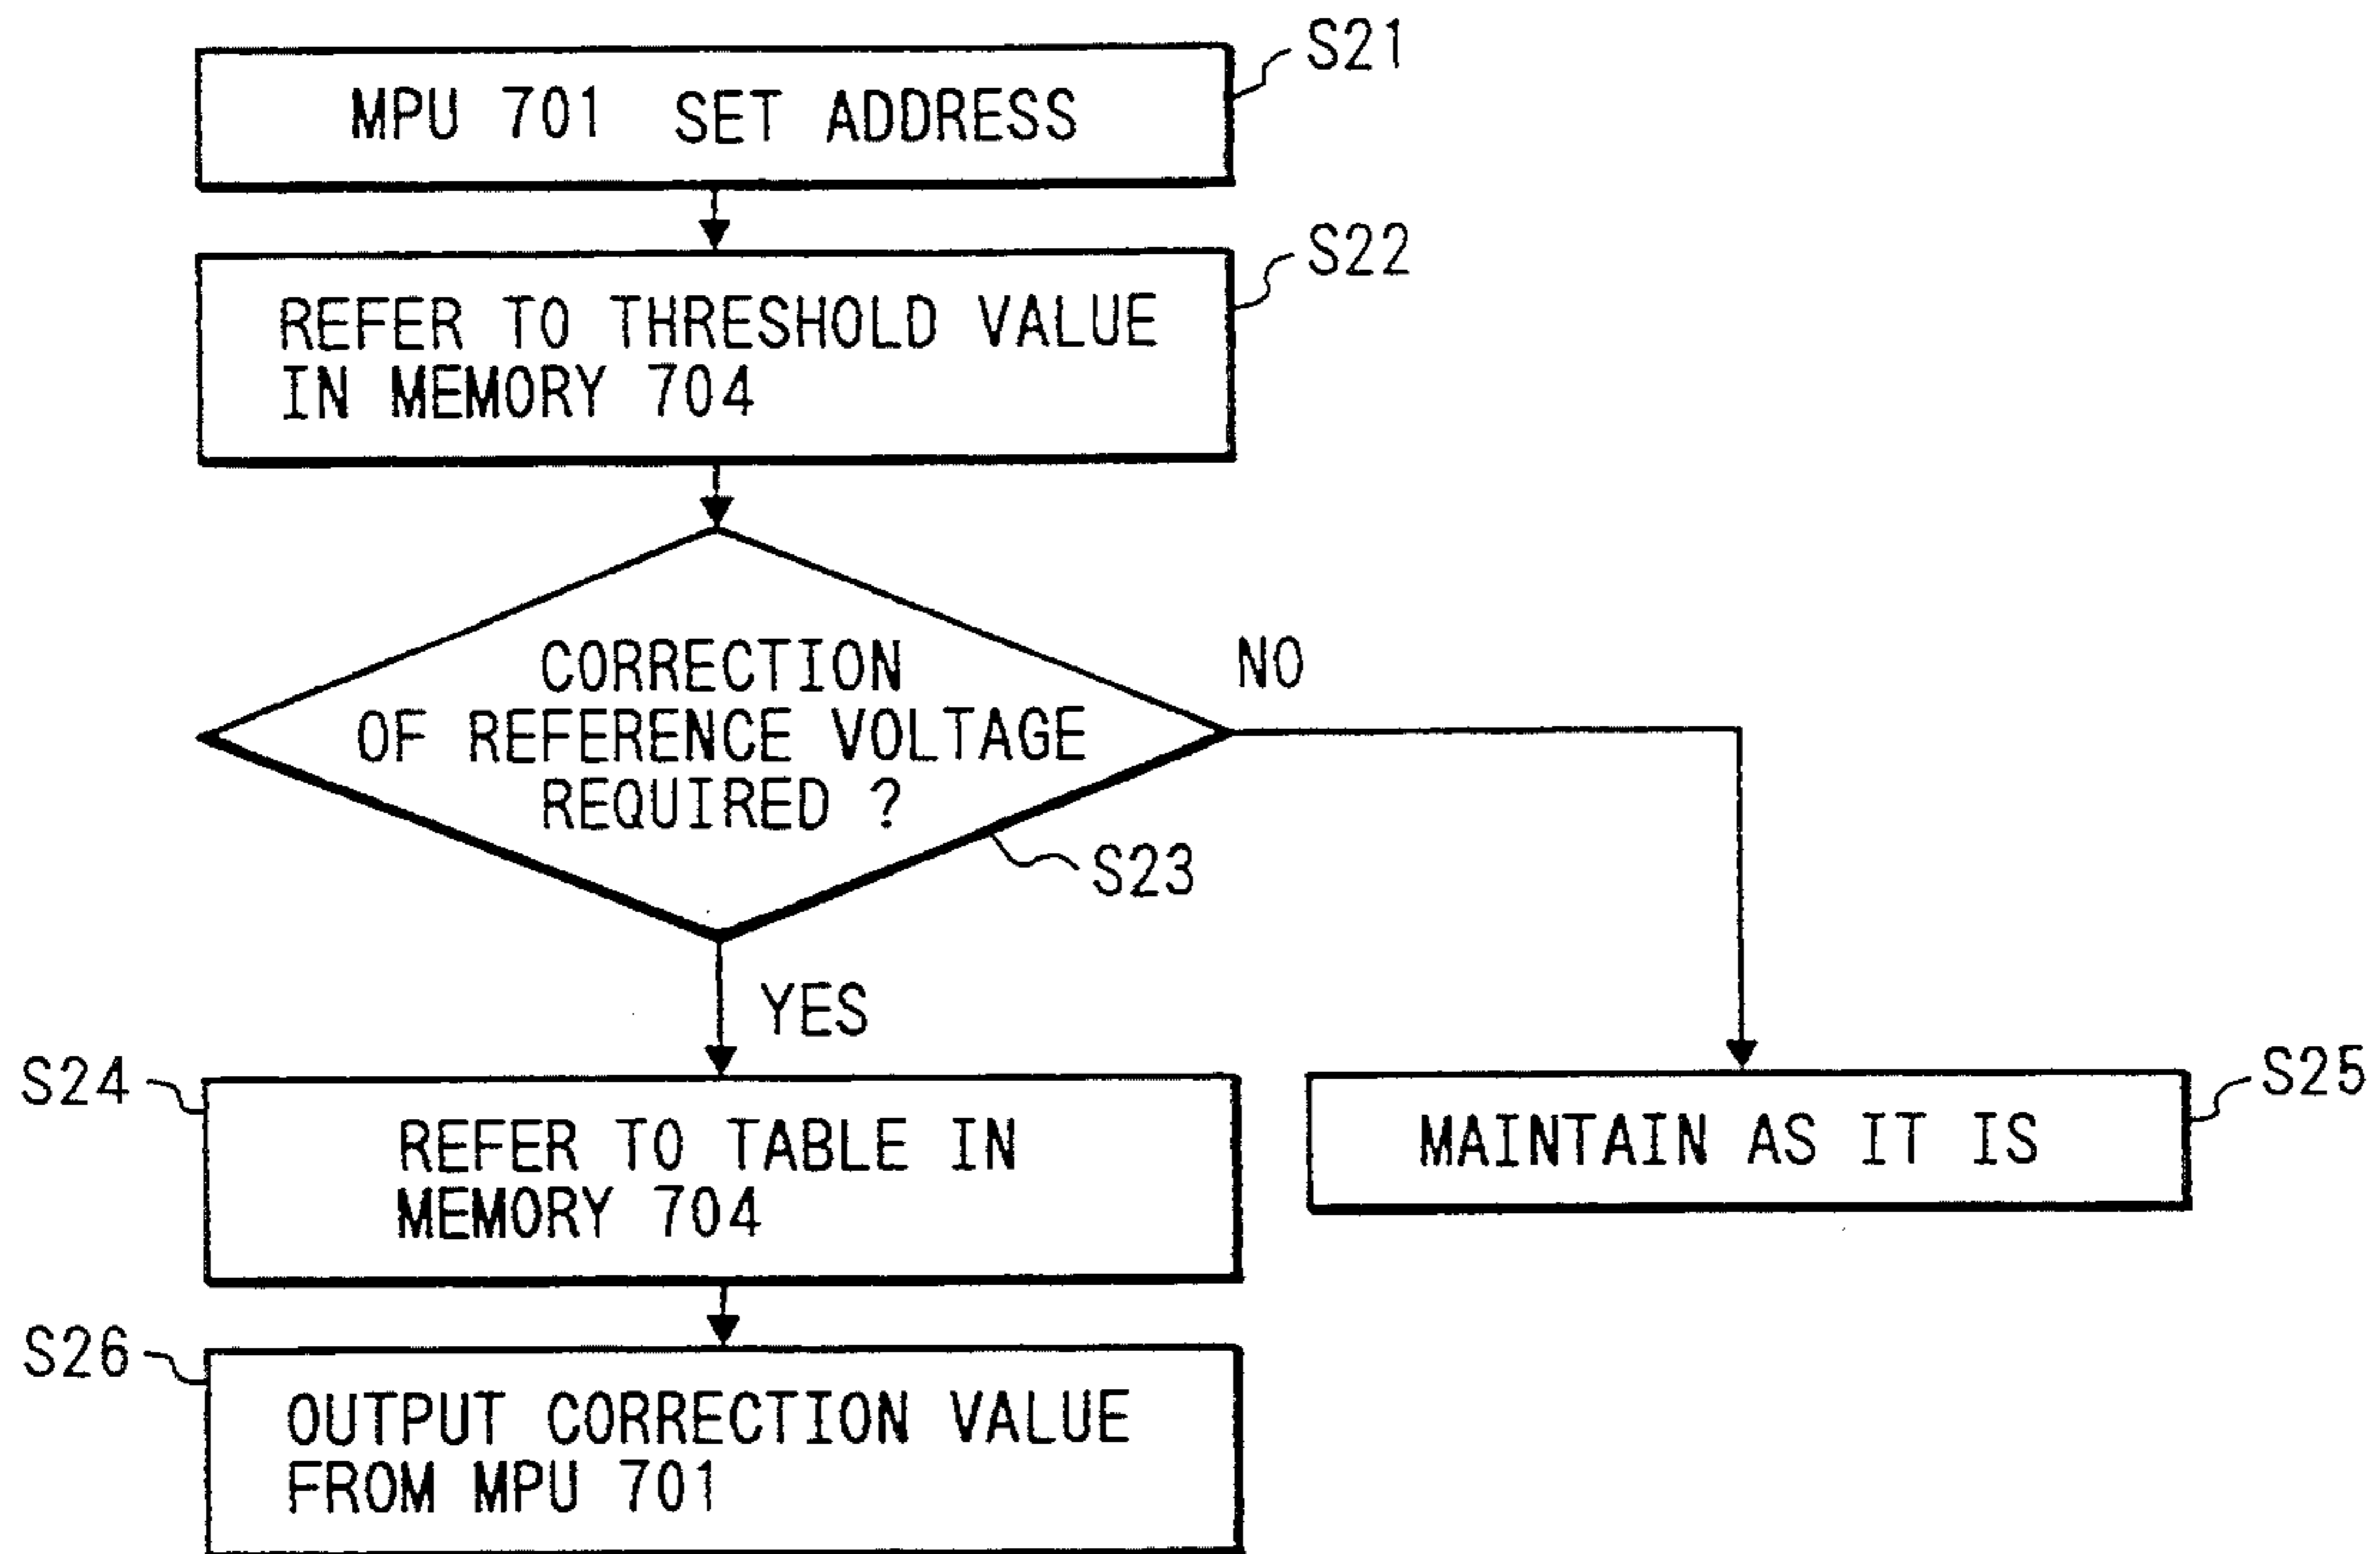 S21
MPU 701 SET ADDRESS
S22
REFER TO THRESHOLD VALUE
IN MEMORY 704
CORRECTION
OF REFERENCE VOLTAGE
REQUIRED ?
NO
S23
YES
S24
REFER TO TABLE IN
MEMORY 704
S25
MAINTAIN AS IT IS
S26
OUTPUT CORRECTION VALUE
FROM MPU 701